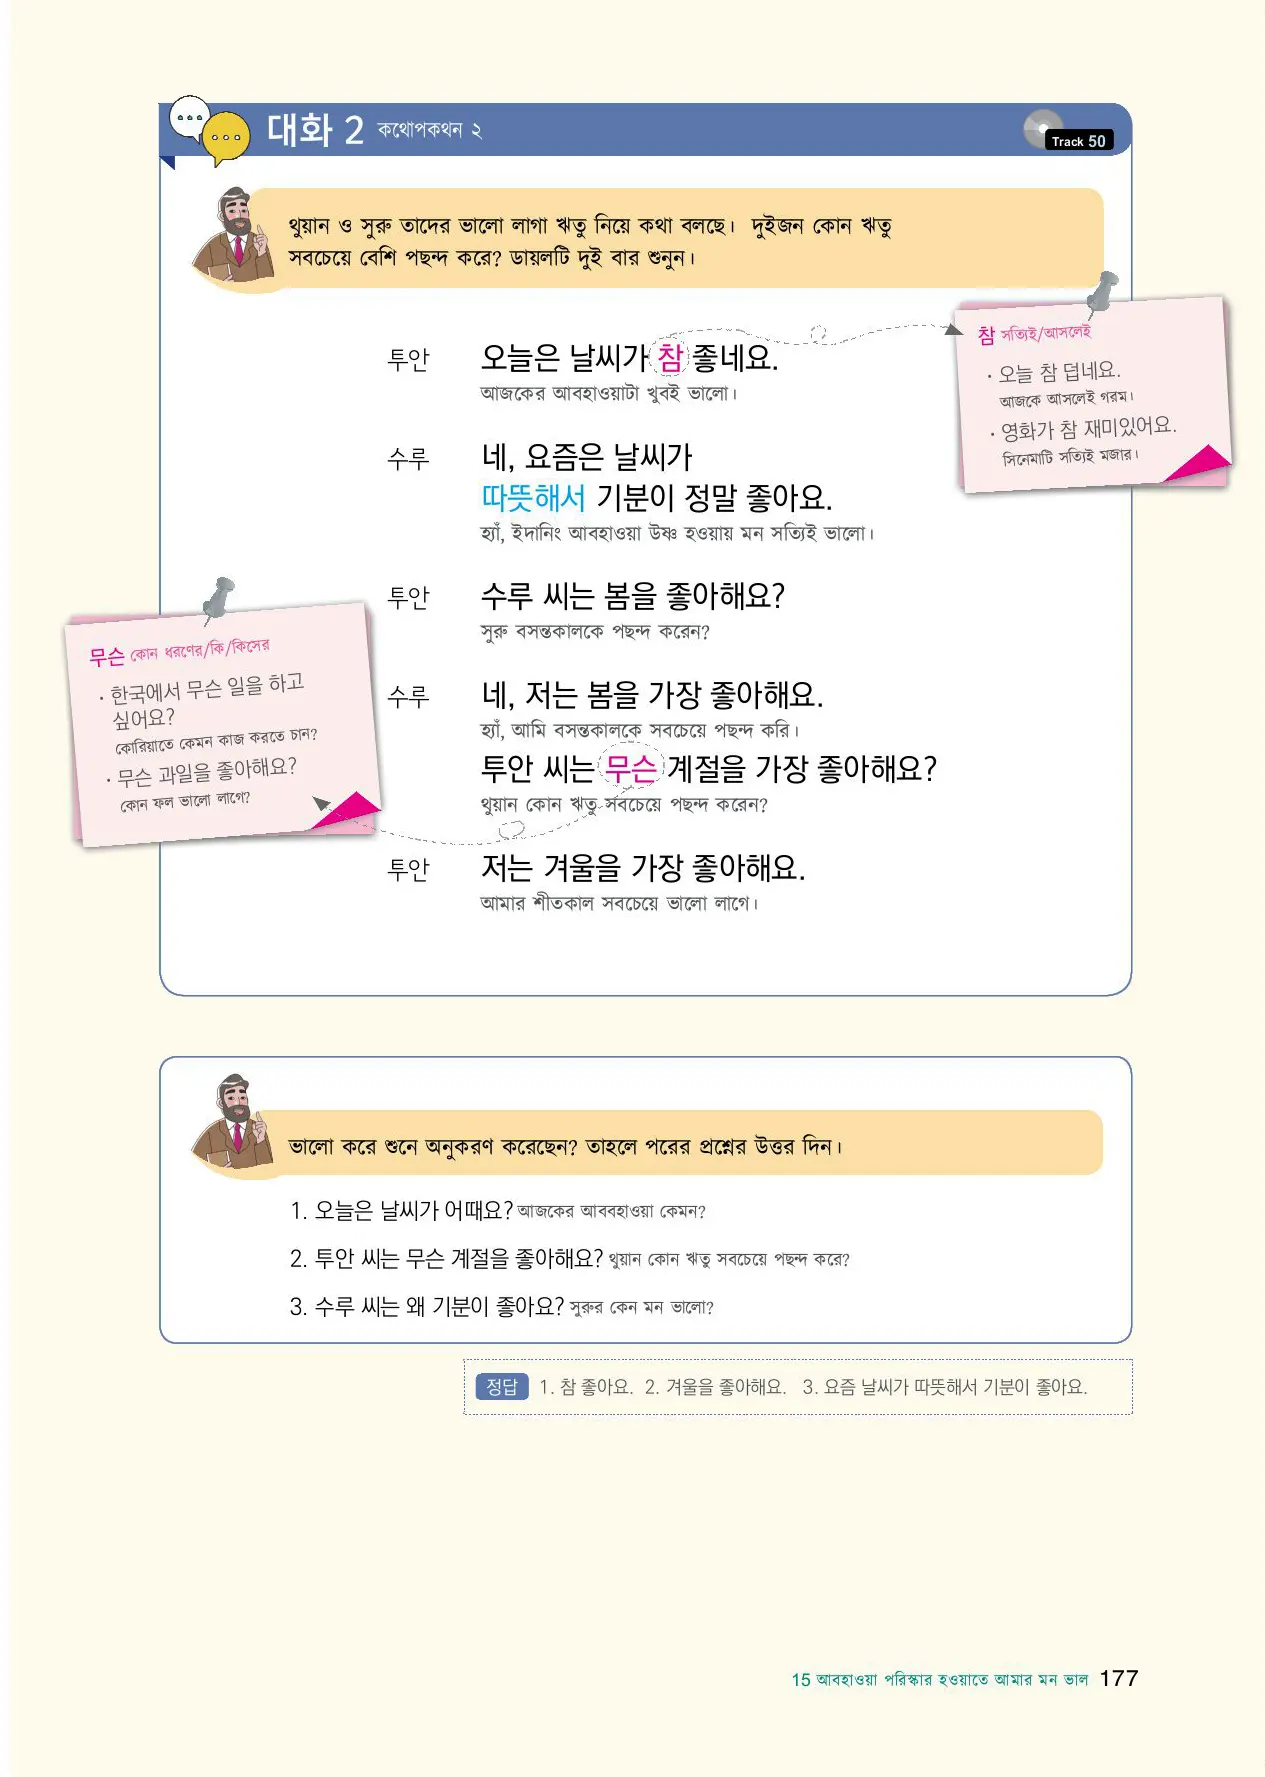 대화 2 কথোপকথন ২
Track 50
থুয়ান ও সুরু তাদের ভালো লাগা ঋতু নিয়ে কথা বলছে। দুইজন কোন ঋতু
সবচেয়ে বেশি পছন্দ করে? ডায়লটি দুই বার শুনুন।
투안 오늘은 날씨가 참 좋네요.
আজকের আবহাওয়াটা খুবই ভালো।
참 সত্যিই/আসলেই
· 오늘 참 덥네요.
আজকে আসলেই গরম।
· 영화가 참 재미있어요.
সিনেমাটি সত্যিই মজার।
수루 네, 요즘은 날씨가
따뜻해서 기분이 정말 좋아요.
হ্যাঁ, ইদানিং আবহাওয়া উষ্ণ হওয়ায় মন সত্যিই ভালো।
투안 수루 씨는 봄을 좋아해요?
সুরু বসন্তকালকে পছন্দ করেন?
무슨 কোন ধরণের/কি/কিসের
· 한국에서 무슨 일을 하고
싶어요?
কোরিয়াতে কেমন কাজ করতে চান?
· 무슨 과일을 좋아해요?
কোন ফল ভালো লাগে?
수루 네, 저는 봄을 가장 좋아해요.
হ্যাঁ, আমি বসন্তকালকে সবচেয়ে পছন্দ করি।
투안 씨는 무슨 계절을 가장 좋아해요?
থুয়ান কোন ঋতু সবচেয়ে পছন্দ করেন?
투안 저는 겨울을 가장 좋아해요.
আমার শীতকাল সবচেয়ে ভালো লাগে।
ভালো করে শুনে অনুকরণ করেছেন? তাহলে পরের প্রশ্নের উত্তর দিন।
1. 오늘은 날씨가 어때요? আজকের আবহাওয়া কেমন?
2. 투안 씨는 무슨 계절을 좋아해요? থুয়ান কোন ঋতু সবচেয়ে পছন্দ করে?
3. 수루 씨는 왜 기분이 좋아요? সুরুর কেন মন ভালো?
정답 1. 참 좋아요. 2. 겨울을 좋아해요. 3. 요즘 날씨가 따뜻해서 기분이 좋아요.
15 আবহাওয়া পরিস্কার হওয়াতে আমার মন ভাল 177